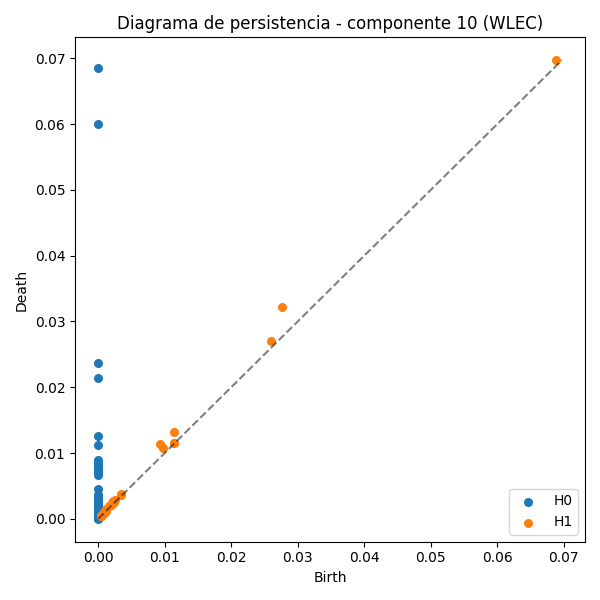 Diagrama de persistencia - componente 10 (WLEC)
Death
0.07
0.06
0.05
0.04
0.03
0.02
0.01
0.00
0.00 0.01 0.02 0.03 0.04 0.05 0.06 0.07
Birth
H0
H1